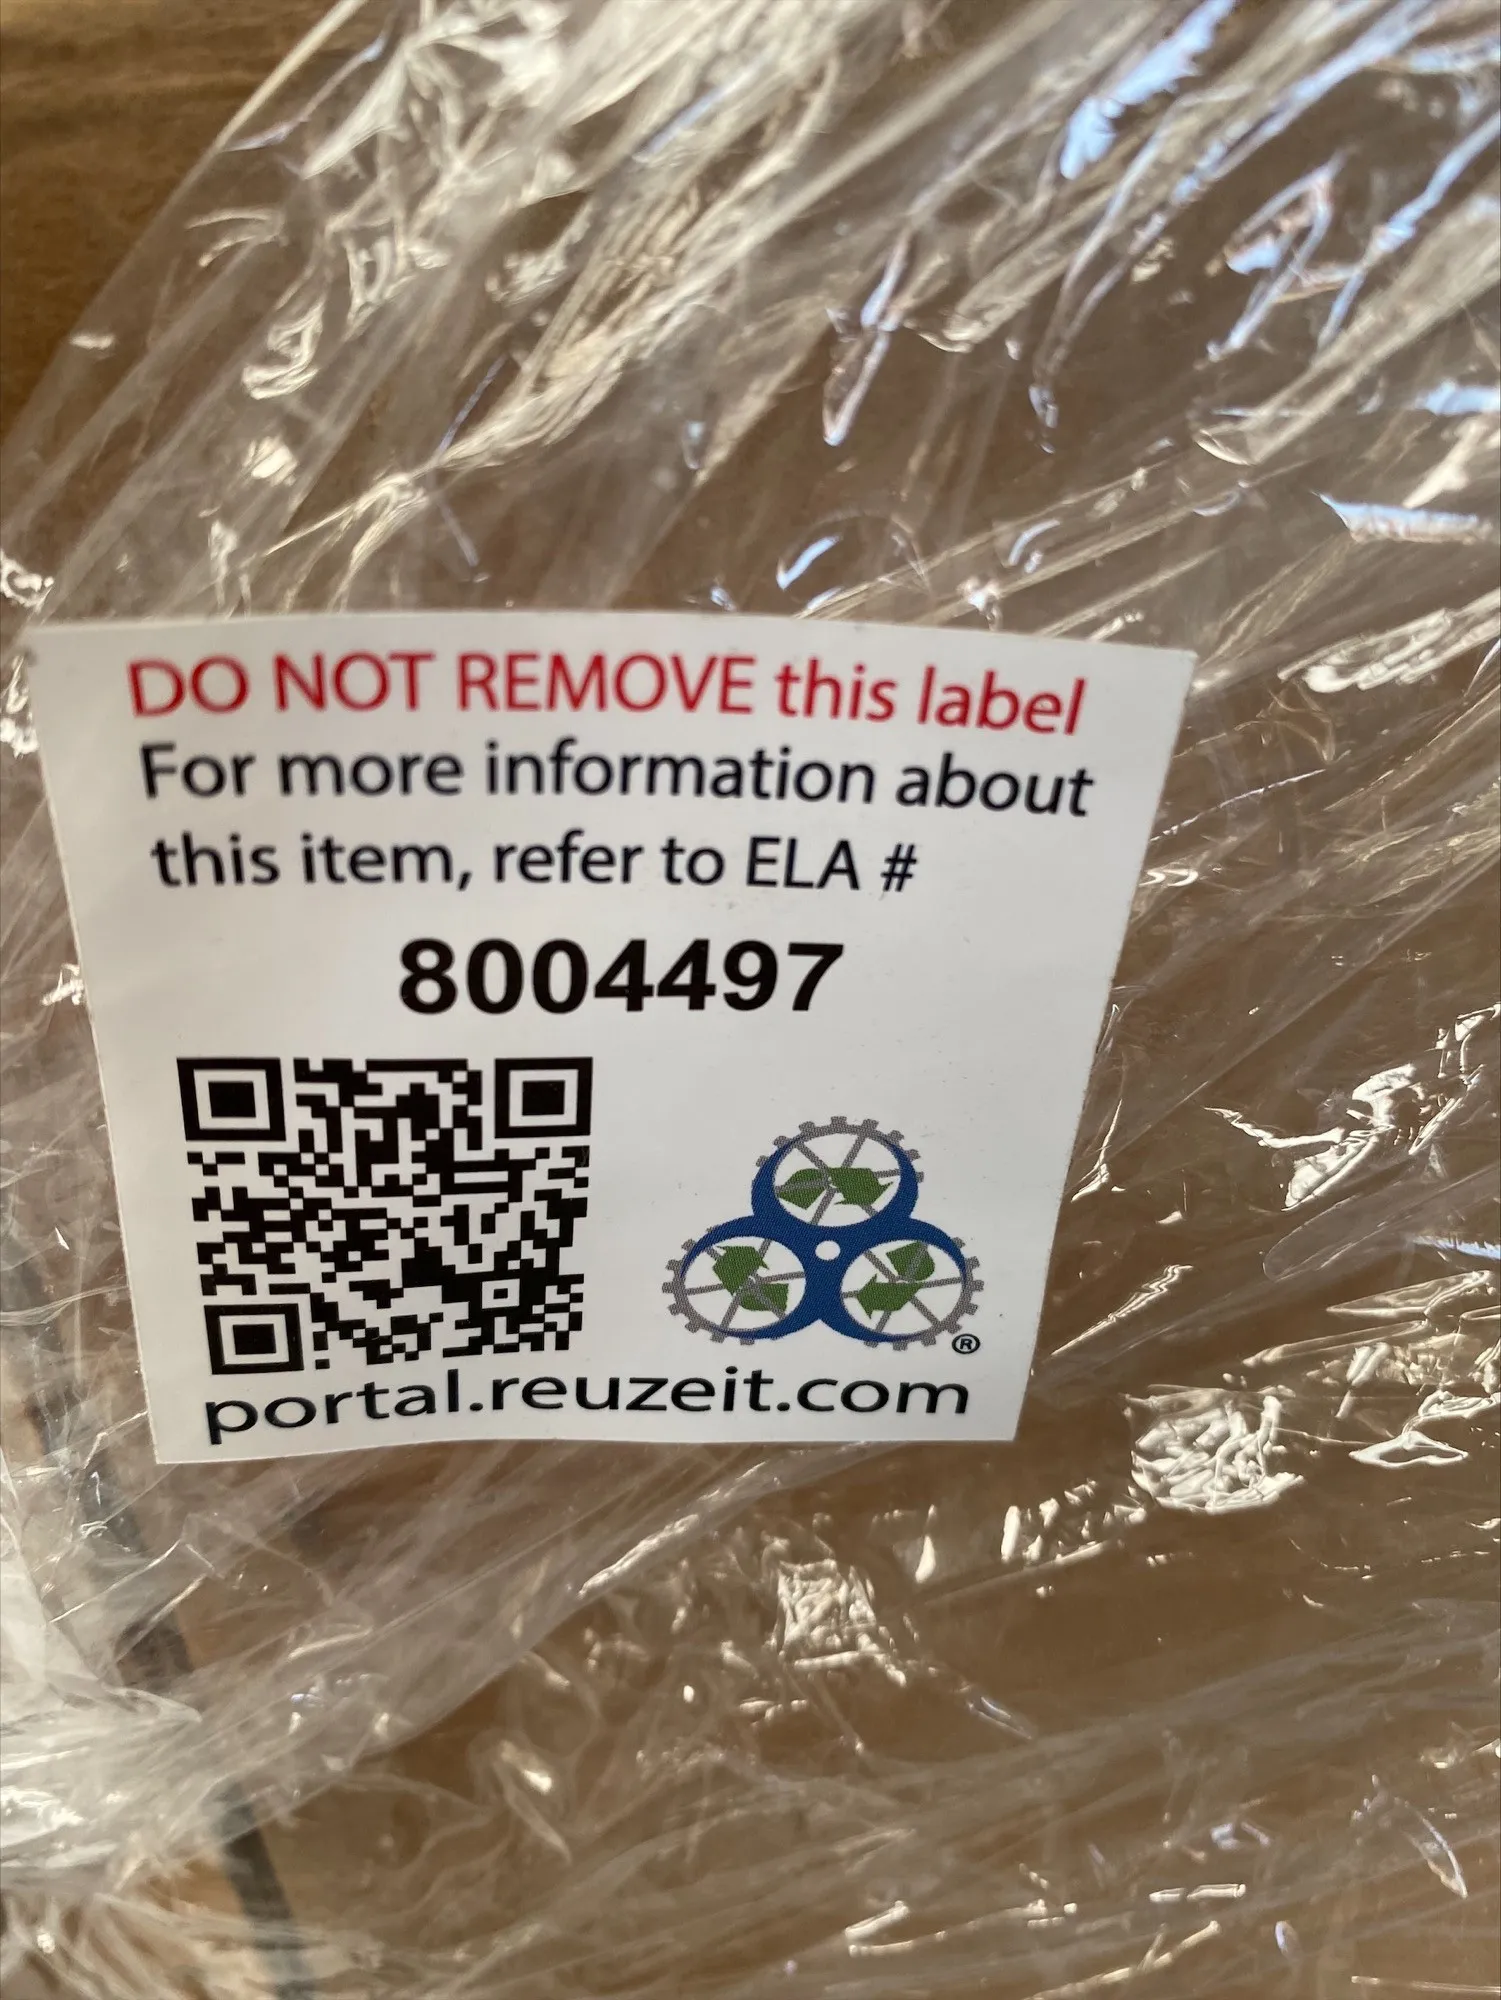 DO NOT REMOVE this label
For more information about
this item, refer to ELA #
8004497
®
portal.reuzeit.com